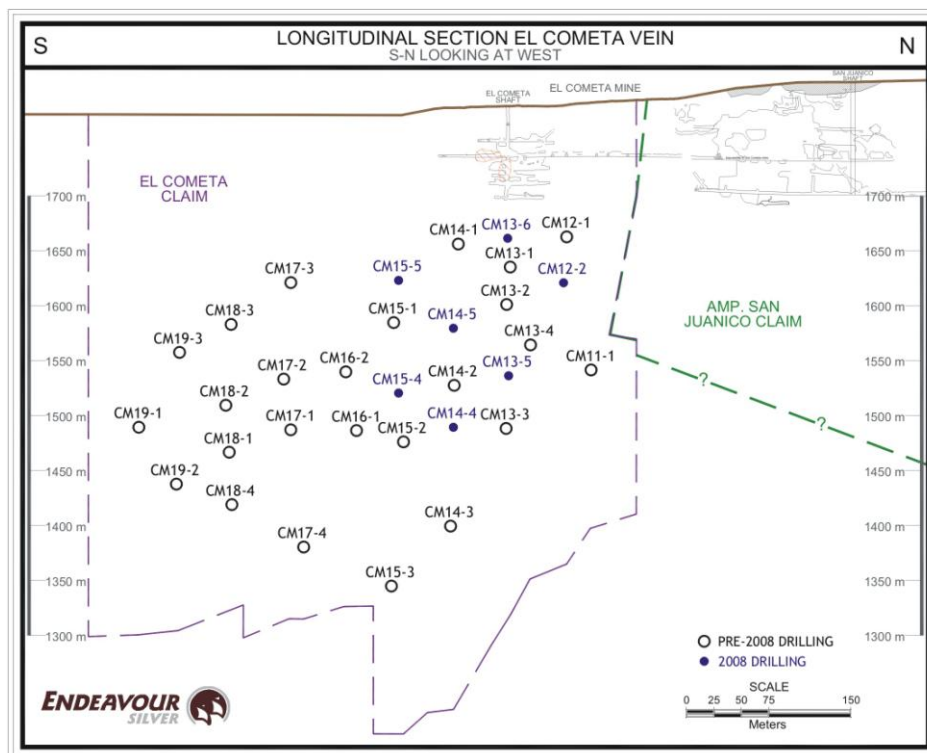 S
LONGITUDINAL SECTION EL COMETA VEIN
N
S-N LOOKING AT WEST
EL COMETA
SHAFT
EL COMETA MINE
SAN JUANICO
SHAFT
EL COMETA
CLAIM
1700 m
1700 m
CM14-1
CM13-6
CM12-1
1650 m
1650 m
CM13-1
CM17-3
CM15-5
CM12-2
CM13-2
1600 m
1600 m
CM18-3
CM15-1
CM14-5
AMP. SAN
JUANICO CLAIM
CM19-3
CM13-4
1550 m
1550 m
CM17-2
CM16-2
CM14-2
CM13-5
CM11-1
CM15-4
?
CM18-2
1500 m
1500 m
CM19-1
CM17-1
CM16-1
CM14-4
CM13-3
?
CM15-2
CM18-1
1450 m
1450 m
CM19-2
CM18-4
1400 m
1400 m
CM14-3
CM17-4
1350 m
1350 m
CM15-3
1300 m
1300 m
PRE-2008 DRILLING
2008 DRILLING
SCALE
0 25 50 75 150
Meters
ENDEAVOUR
SILVER